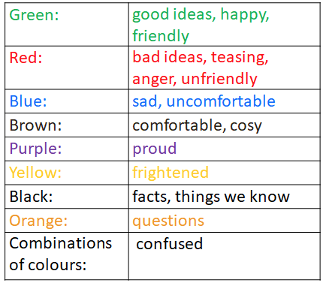 Green: good ideas, happy,
friendly
Red: bad ideas, teasing,
anger, unfriendly
Blue: sad, uncomfortable
Brown: comfortable, cosy
Purple: proud
Yellow: frightened
Black: facts, things we know
Orange: questions
Combinations confused
of colours: